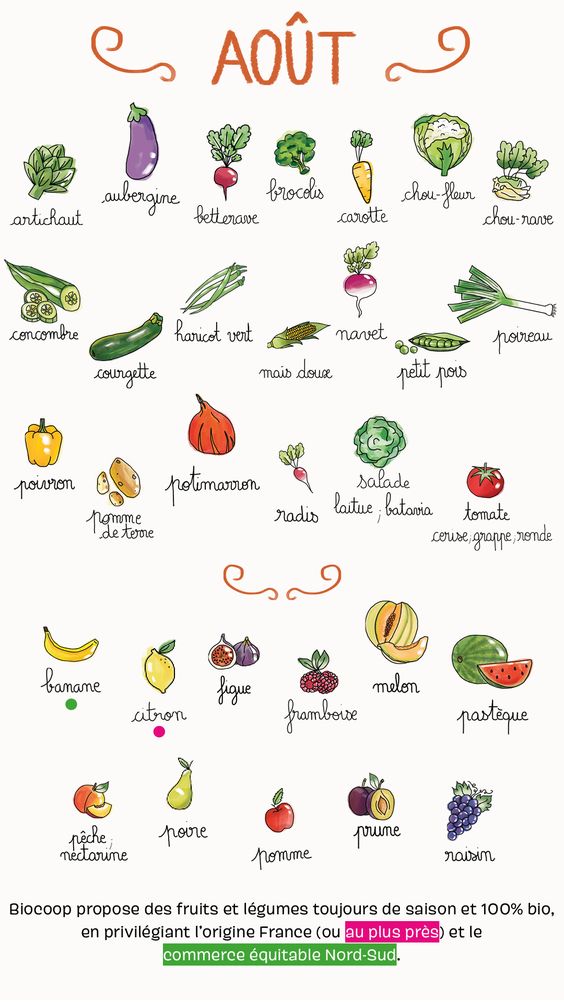 AOÛT
artichaut
aubergine
betterave
brocolis
carotte
chou-fleur
chou-rave
concombre
courgette
haricot vert
mais doux
navet
petit pois
poireau
poivron
pomme
de terre
potimarron
radis
salade
laitue ; batavia
tomate
cerise, grappe, ronde
banane
citron
figue
framboise
melon
pastèque
pêche ;
nectarine
poire
pomme
prune
raisin
Biocoop propose des fruits et légumes toujours de saison et 100% bio,
en privilégiant l'origine France (ou au plus près) et le
commerce équitable Nord-Sud.